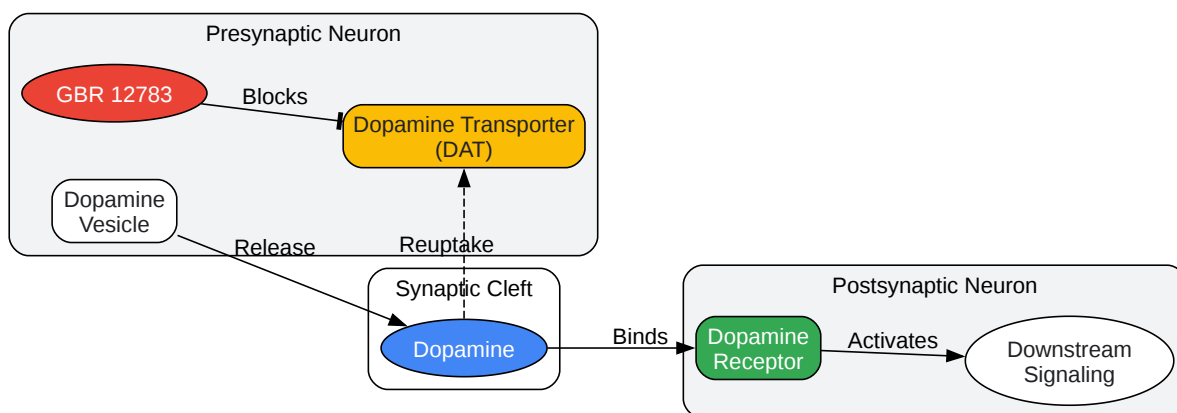 Presynaptic Neuron
GBR 12783
Blocks
Dopamine Transporter
(DAT)
Dopamine
Vesicle
Release
Reuptake
Synaptic Cleft
Dopamine
Binds
Postsynaptic Neuron
Dopamine
Receptor
Activates
Downstream
Signaling